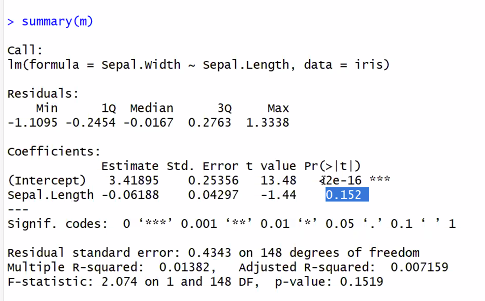 > summary(m)
Call:
lm(formula = Sepal.Width ~ Sepal.Length, data = iris)
Residuals:
    Min      1Q  Median      3Q     Max
-1.1095 -0.2454 -0.0167  0.2763  1.3338
Coefficients:
             Estimate Std. Error t value Pr(>|t|)
(Intercept)   3.41895    0.25356   13.48   <2e-16 ***
Sepal.Length -0.06188    0.04297   -1.44    0.152
---
Signif. codes:  0 ‘***’ 0.001 ‘**’ 0.01 ‘*’ 0.05 ‘.’ 0.1 ‘ ’ 1
Residual standard error: 0.4343 on 148 degrees of freedom
Multiple R-squared:  0.01382,   Adjusted R-squared:  0.007159
F-statistic: 2.074 on 1 and 148 DF,  p-value: 0.1519